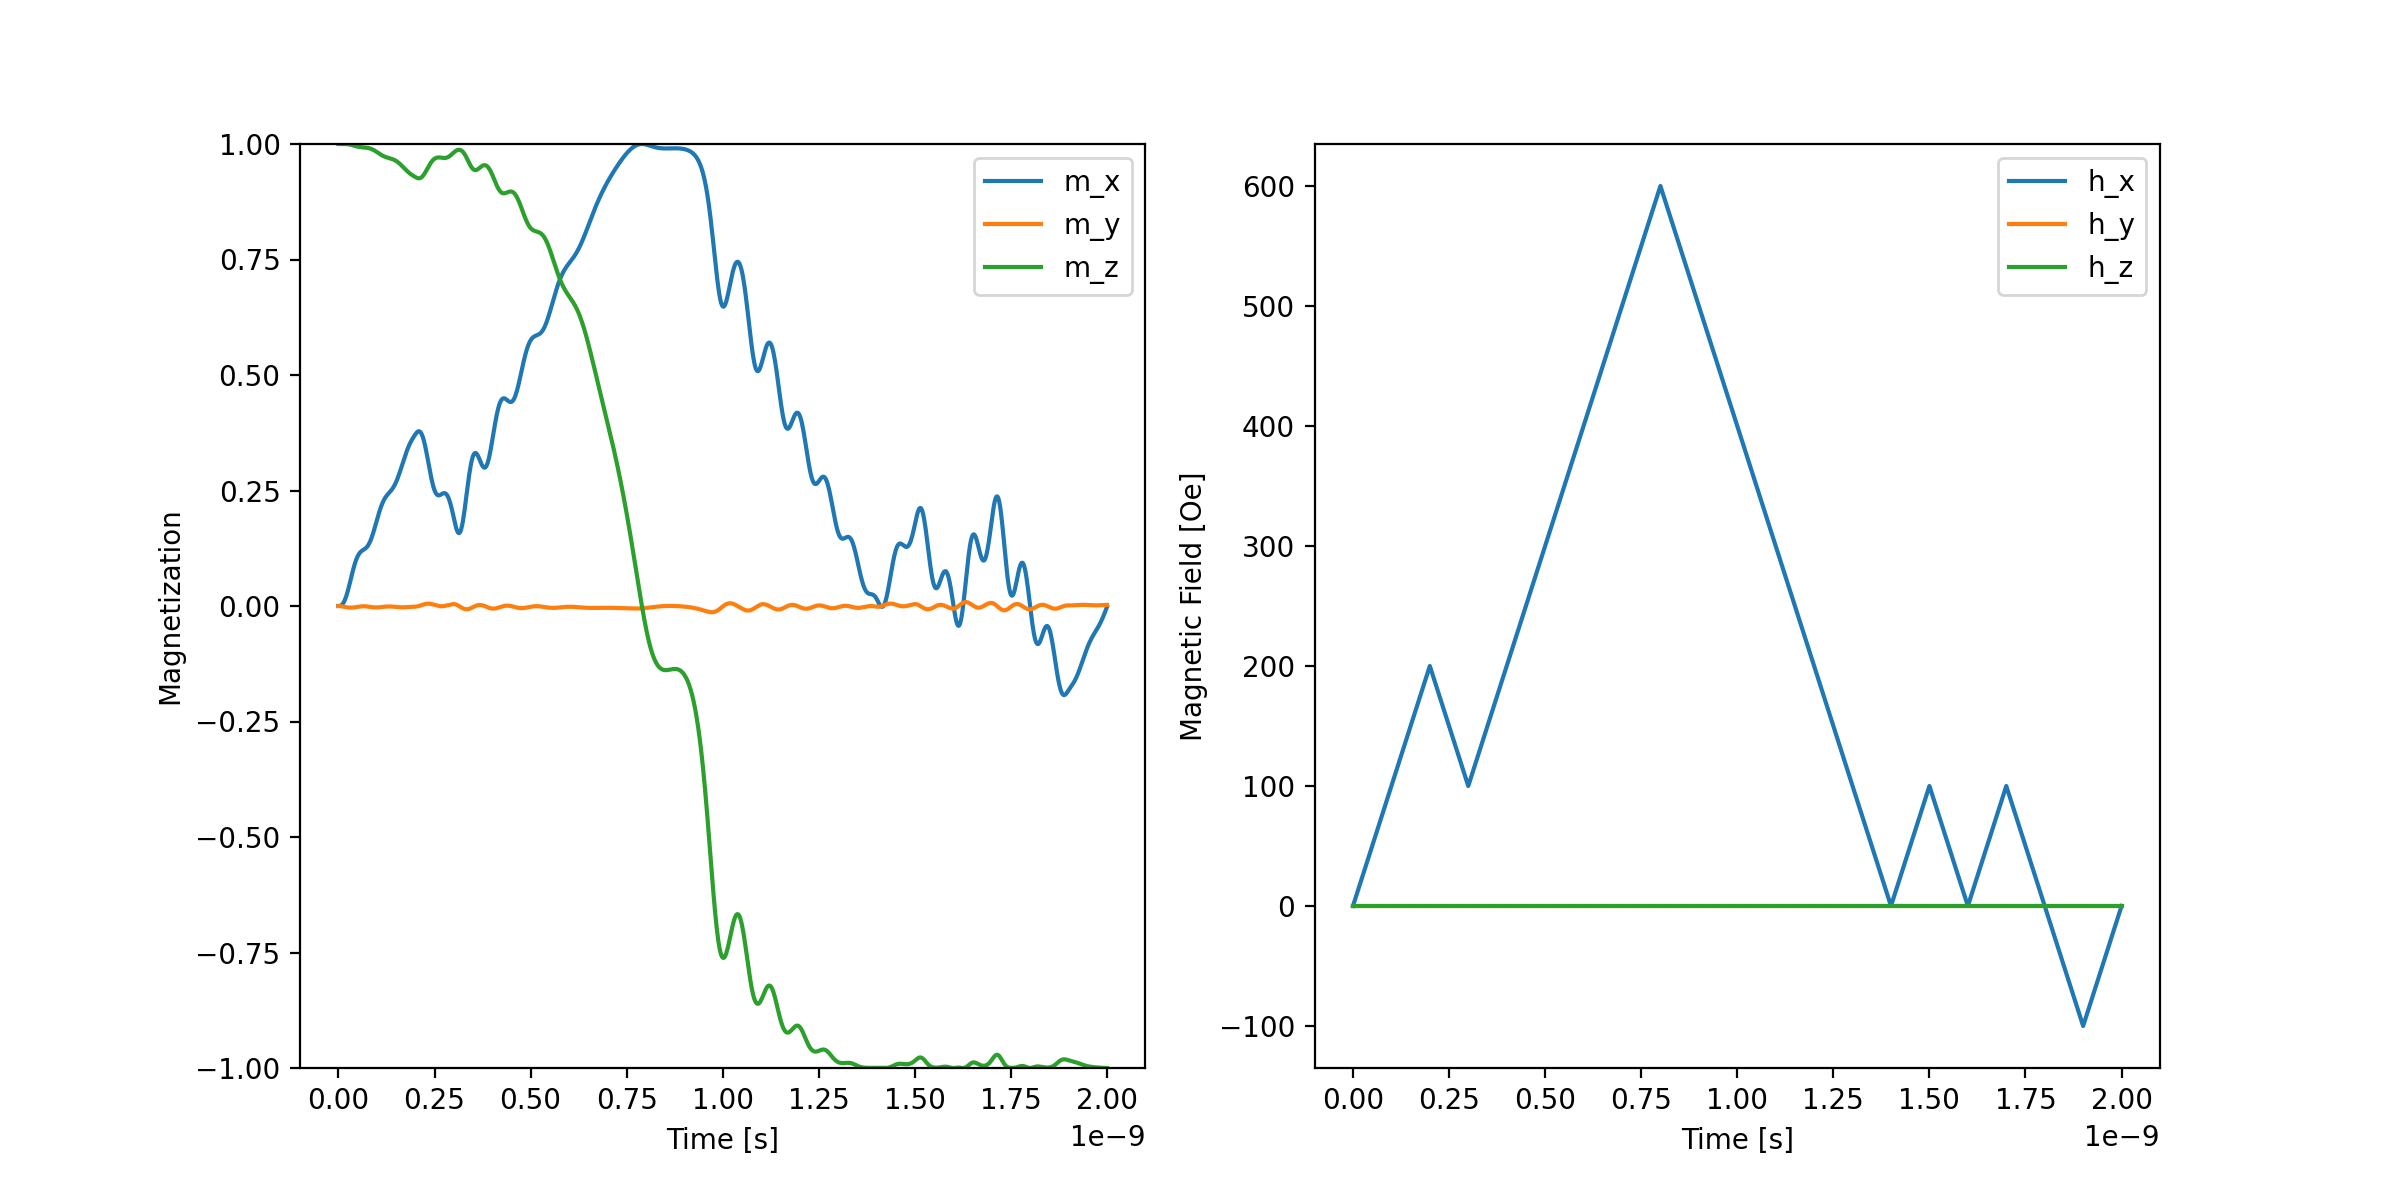 1.00
0.75
0.50
0.25
0.00
−0.25
−0.50
−0.75
−1.00
Magnetization
m_x
m_y
m_z
0.00 0.25 0.50 0.75 1.00 1.25 1.50 1.75 2.00
Time [s]
1e−9
600
500
400
300
200
100
0
−100
Magnetic Field [Oe]
h_x
h_y
h_z
0.00 0.25 0.50 0.75 1.00 1.25 1.50 1.75 2.00
Time [s]
1e−9